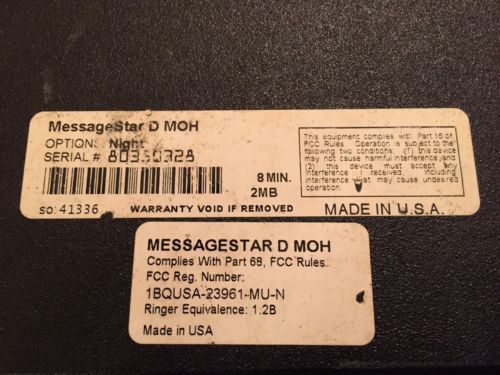 MessageStar D MOH
OPTION: Night
SERIAL # 80350328
8 MIN.
2MB
so: 41336
WARRANTY VOID IF REMOVED
This equipment complies with Part 15 of
FCC Rules. Operation is subject to the
following two conditions. (1) this device
may not cause harmful interference,and
(2) this device must accept any
interference received, including
interference that may cause undesired
operation
MADE IN U.S.A.
MESSAGESTAR D MOH
Complies With Part 68, FCC Rules.
FCC Reg. Number:
1BQUSA-23961-MU-N
Ringer Equivalence: 1.2B
Made in USA